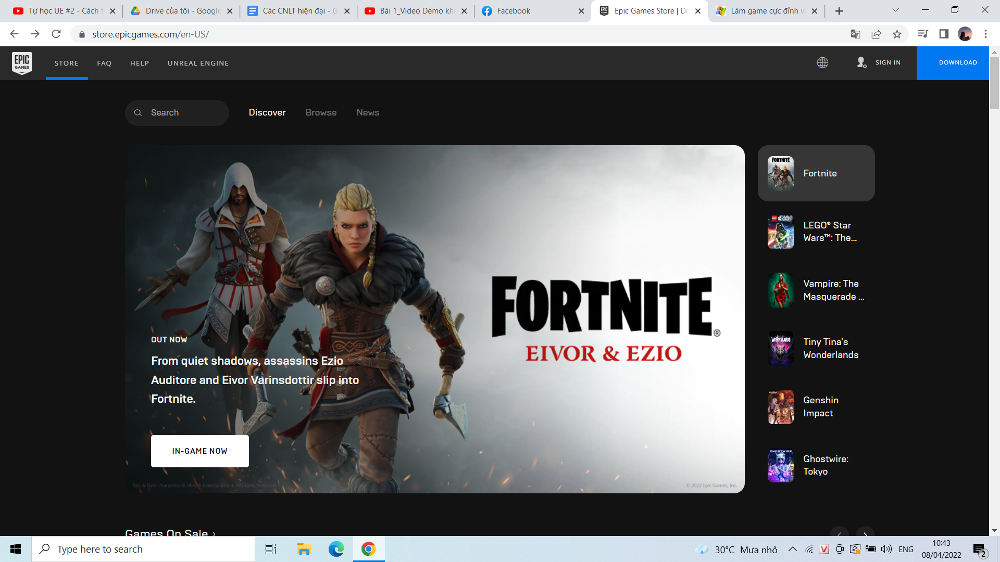 Tự học UE #2 - Cách t
Drive của tôi - Google
Các CNLT hiện đại - G
Bài 1_Video Demo khó
Facebook
Epic Games Store | Do
Làm game cực đỉnh vớ
store.epicgames.com/en-US/
EPIC
GAMES
STORE
FAQ
HELP
UNREAL ENGINE
SIGN IN
DOWNLOAD
Search
Discover
Browse
News
FORTNITE®
EIVOR & EZIO
OUT NOW
From quiet shadows, assassins Ezio
Auditore and Eivor Varinsdottir slip into
Fortnite.
IN-GAME NOW
Ezio & Eivor characters © Ubisoft Entertainment. All Rights Reserved.
© 2022 Epic Games, Inc.
FORTNITE
Fortnite
LEGO® Star
Wars™: The...
Vampire: The
Masquerade ...
Tiny Tina's
Wonderlands
Genshin
Impact
GHOSTWIRE
Ghostwire:
Tokyo
Games On Sale
Type here to search
30°C Mưa nhỏ
ENG
10:43
08/04/2022
2